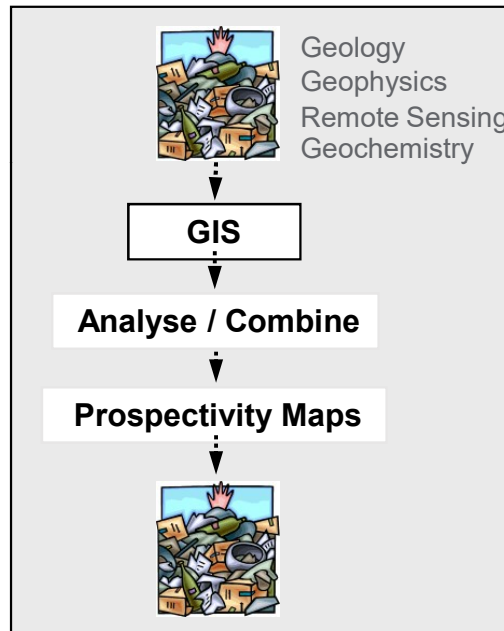 Geology
Geophysics
Remote Sensing
Geochemistry
GIS
Analyse / Combine
Prospectivity Maps